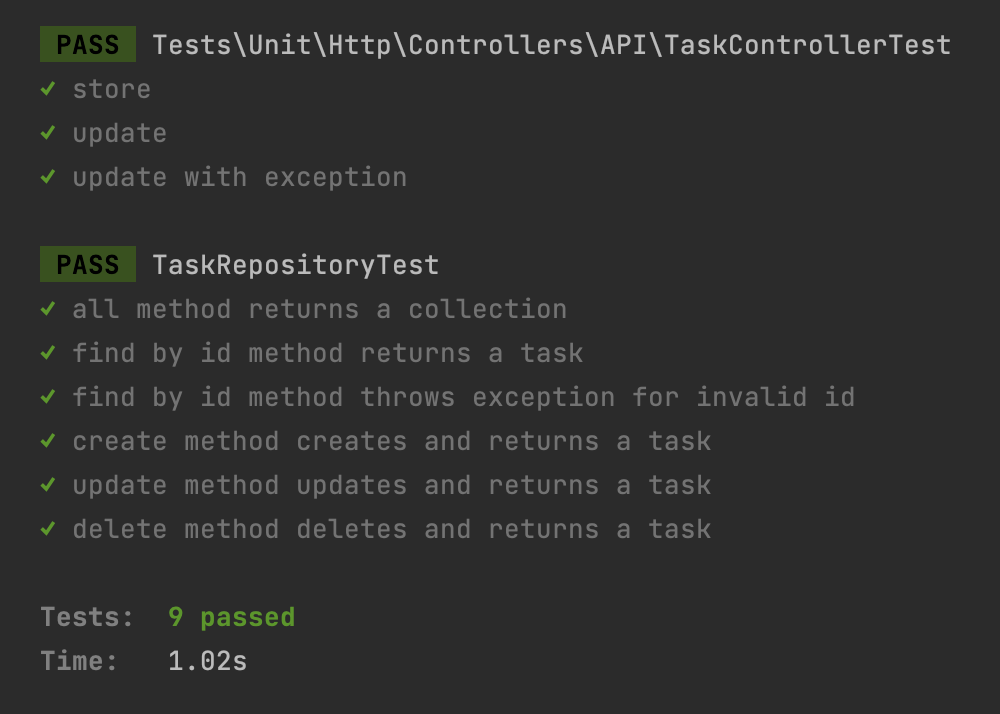 PASS Tests\Unit\Http\Controllers\API\TaskControllerTest
✓ store
✓ update
✓ update with exception
PASS TaskRepositoryTest
✓ all method returns a collection
✓ find by id method returns a task
✓ find by id method throws exception for invalid id
✓ create method creates and returns a task
✓ update method updates and returns a task
✓ delete method deletes and returns a task
Tests: 9 passed
Time: 1.02s